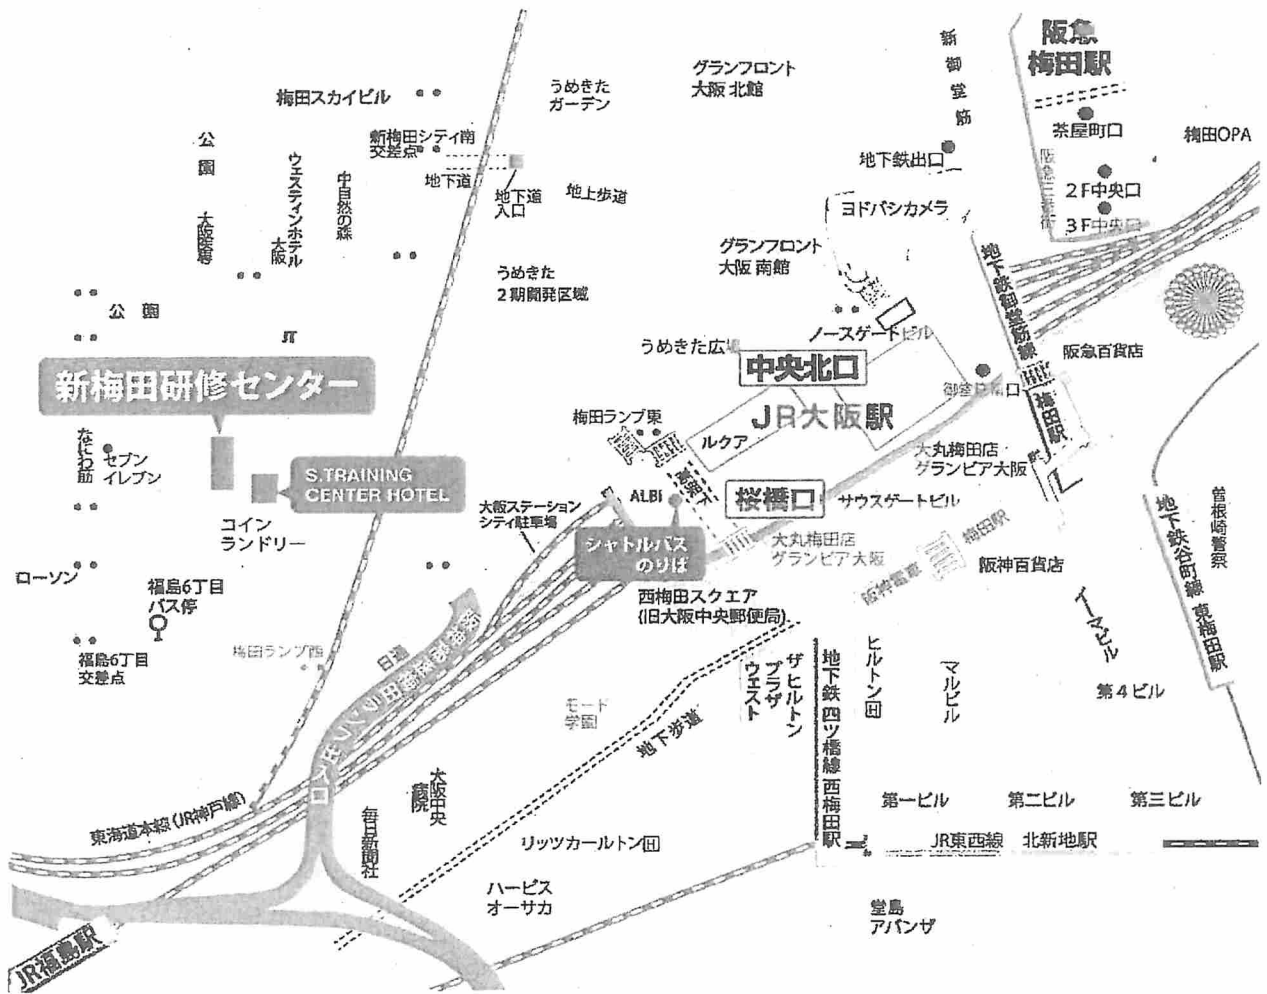 阪急
梅田駅
新御堂筋
グランフロント
大阪 北館
うめきた
ガーデン
梅田スカイビル
茶屋町口
梅田OPA
公園
新梅田シティ南
交差点
地下鉄出口
阪急三番街
2F中央口
3F中央口
ウェスティンホテル
大阪
中自然の森
地下道
地下道
入口
地上歩道
ヨドバシカメラ
大阪医専
グランフロント
大阪 南館
地下鉄御堂筋線
梅田駅
うめきた
2期開発区域
公園
JT
ノースゲートビル
うめきた広場
阪急百貨店
新梅田研修センター
中央北口
御堂筋南口
梅田ランプ東
JR大阪駅
ルクア
なにわ筋
セブン
イレブン
S.TRAINING
CENTER HOTEL
大丸梅田店・
グランビア大阪
高架下
ALBI
桜橋口
サウスゲートビル
大阪ステーション
シティ駐車場
コイン
ランドリー
シャトルバス
のりば
大丸梅田店
グランビア大阪
阪神電車
梅田駅
阪神百貨店
曽根崎警察
地下鉄谷町線 東梅田駅
ローソン
福島6丁目
バス停
西梅田スクエア
(旧大阪中央郵便局)
イーマビル
福島6丁目
交差点
梅田ランプ西
日通
モード
学園
地下歩道
ザヒルトン
プラザ
ウェスト
地下鉄 四ツ橋線 西梅田駅
ヒルトンH
マルビル
第4ビル
東海道本線(JR神戸線)
大阪中央
病院
毎日新聞社
リッツカールトンH
第一ビル
第二ビル
第三ビル
JR東西線 北新地駅
ハービス
オーサカ
堂島
アバンザ
JR福島駅